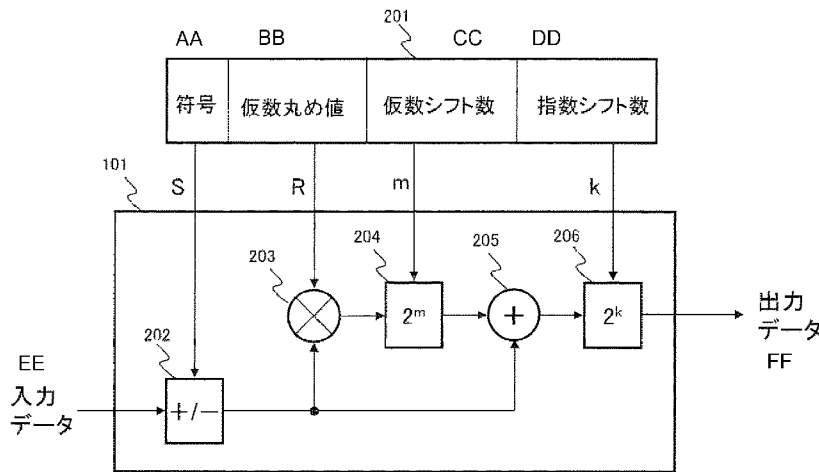 201
AA BB CC DD
符号 仮数丸め値 仮数シフト数 指数シフト数
101
S R m k
203 204 205 206
2ᵐ + 2ᵏ
出力
データ
FF
202
EE
入力
データ
+/−